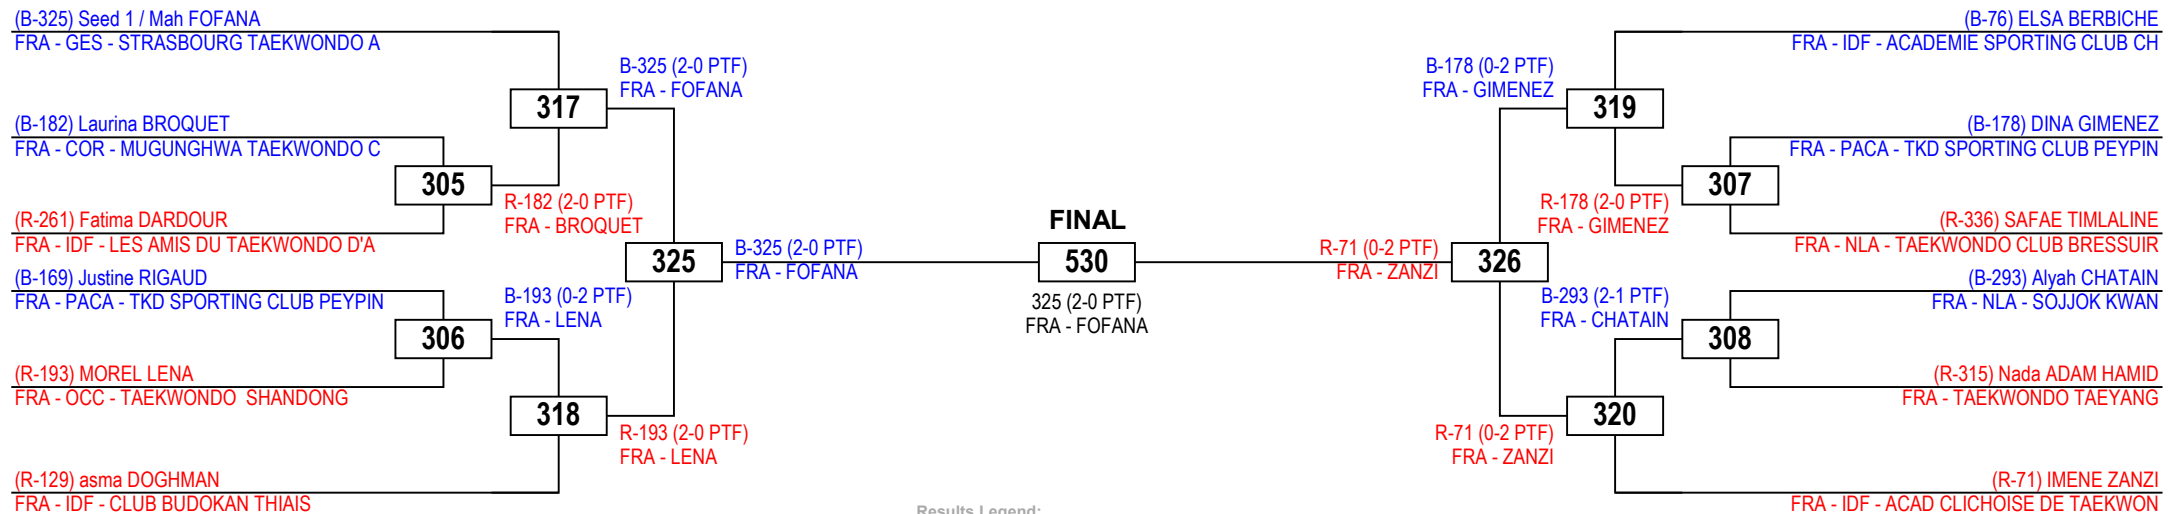 (B-325) Seed 1 / Mah FOFANA
FRA - GES - STRASBOURG TAEKWONDO A
(B-182) Laurina BROQUET
FRA - COR - MUGUNGHWA TAEKWONDO C
(R-261) Fatima DARDOUR
FRA - IDF - LES AMIS DU TAEKWONDO D'A
(B-169) Justine RIGAUD
FRA - PACA - TKD SPORTING CLUB PEYPIN
(R-193) MOREL LENA
FRA - OCC - TAEKWONDO  SHANDONG
(R-129) asma DOGHMAN
FRA - IDF - CLUB BUDOKAN THIAIS
305
306
R-182 (2-0 PTF)
FRA - BROQUET
B-193 (0-2 PTF)
FRA - LENA
317
318
B-325 (2-0 PTF)
FRA - FOFANA
R-193 (2-0 PTF)
FRA - LENA
325
B-325 (2-0 PTF)
FRA - FOFANA
FINAL
530
325 (2-0 PTF)
FRA - FOFANA
Results Legend:
R-71 (0-2 PTF)
FRA - ZANZI
326
B-178 (0-2 PTF)
FRA - GIMENEZ
R-71 (0-2 PTF)
FRA - ZANZI
319
320
R-178 (2-0 PTF)
FRA - GIMENEZ
B-293 (2-1 PTF)
FRA - CHATAIN
307
308
(B-76) ELSA BERBICHE
FRA - IDF - ACADEMIE SPORTING CLUB CH
(B-178) DINA GIMENEZ
FRA - PACA - TKD SPORTING CLUB PEYPIN
(R-336) SAFAE TIMLALINE
FRA - NLA - TAEKWONDO CLUB BRESSUIR
(B-293) Alyah CHATAIN
FRA - NLA - SOJJOK KWAN
(R-315) Nada ADAM HAMID
FRA - TAEKWONDO TAEYANG
(R-71) IMENE ZANZI
FRA - IDF - ACAD CLICHOISE DE TAEKWON